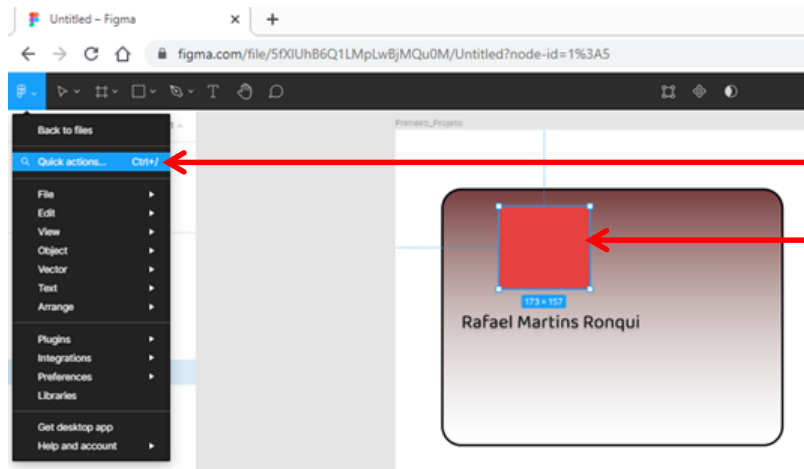 Untitled – Figma
figma.com/file/5fXIUhB6Q1LMpLwBjMQu0M/Untitled?node-id=1%3A5
Back to files
Quick actions... Ctrl+/
File
Edit
View
Object
Vector
Text
Arrange
Plugins
Integrations
Preferences
Libraries
Get desktop app
Help and account
Primeiro_Projeto
173 × 157
Rafael Martins Ronqui